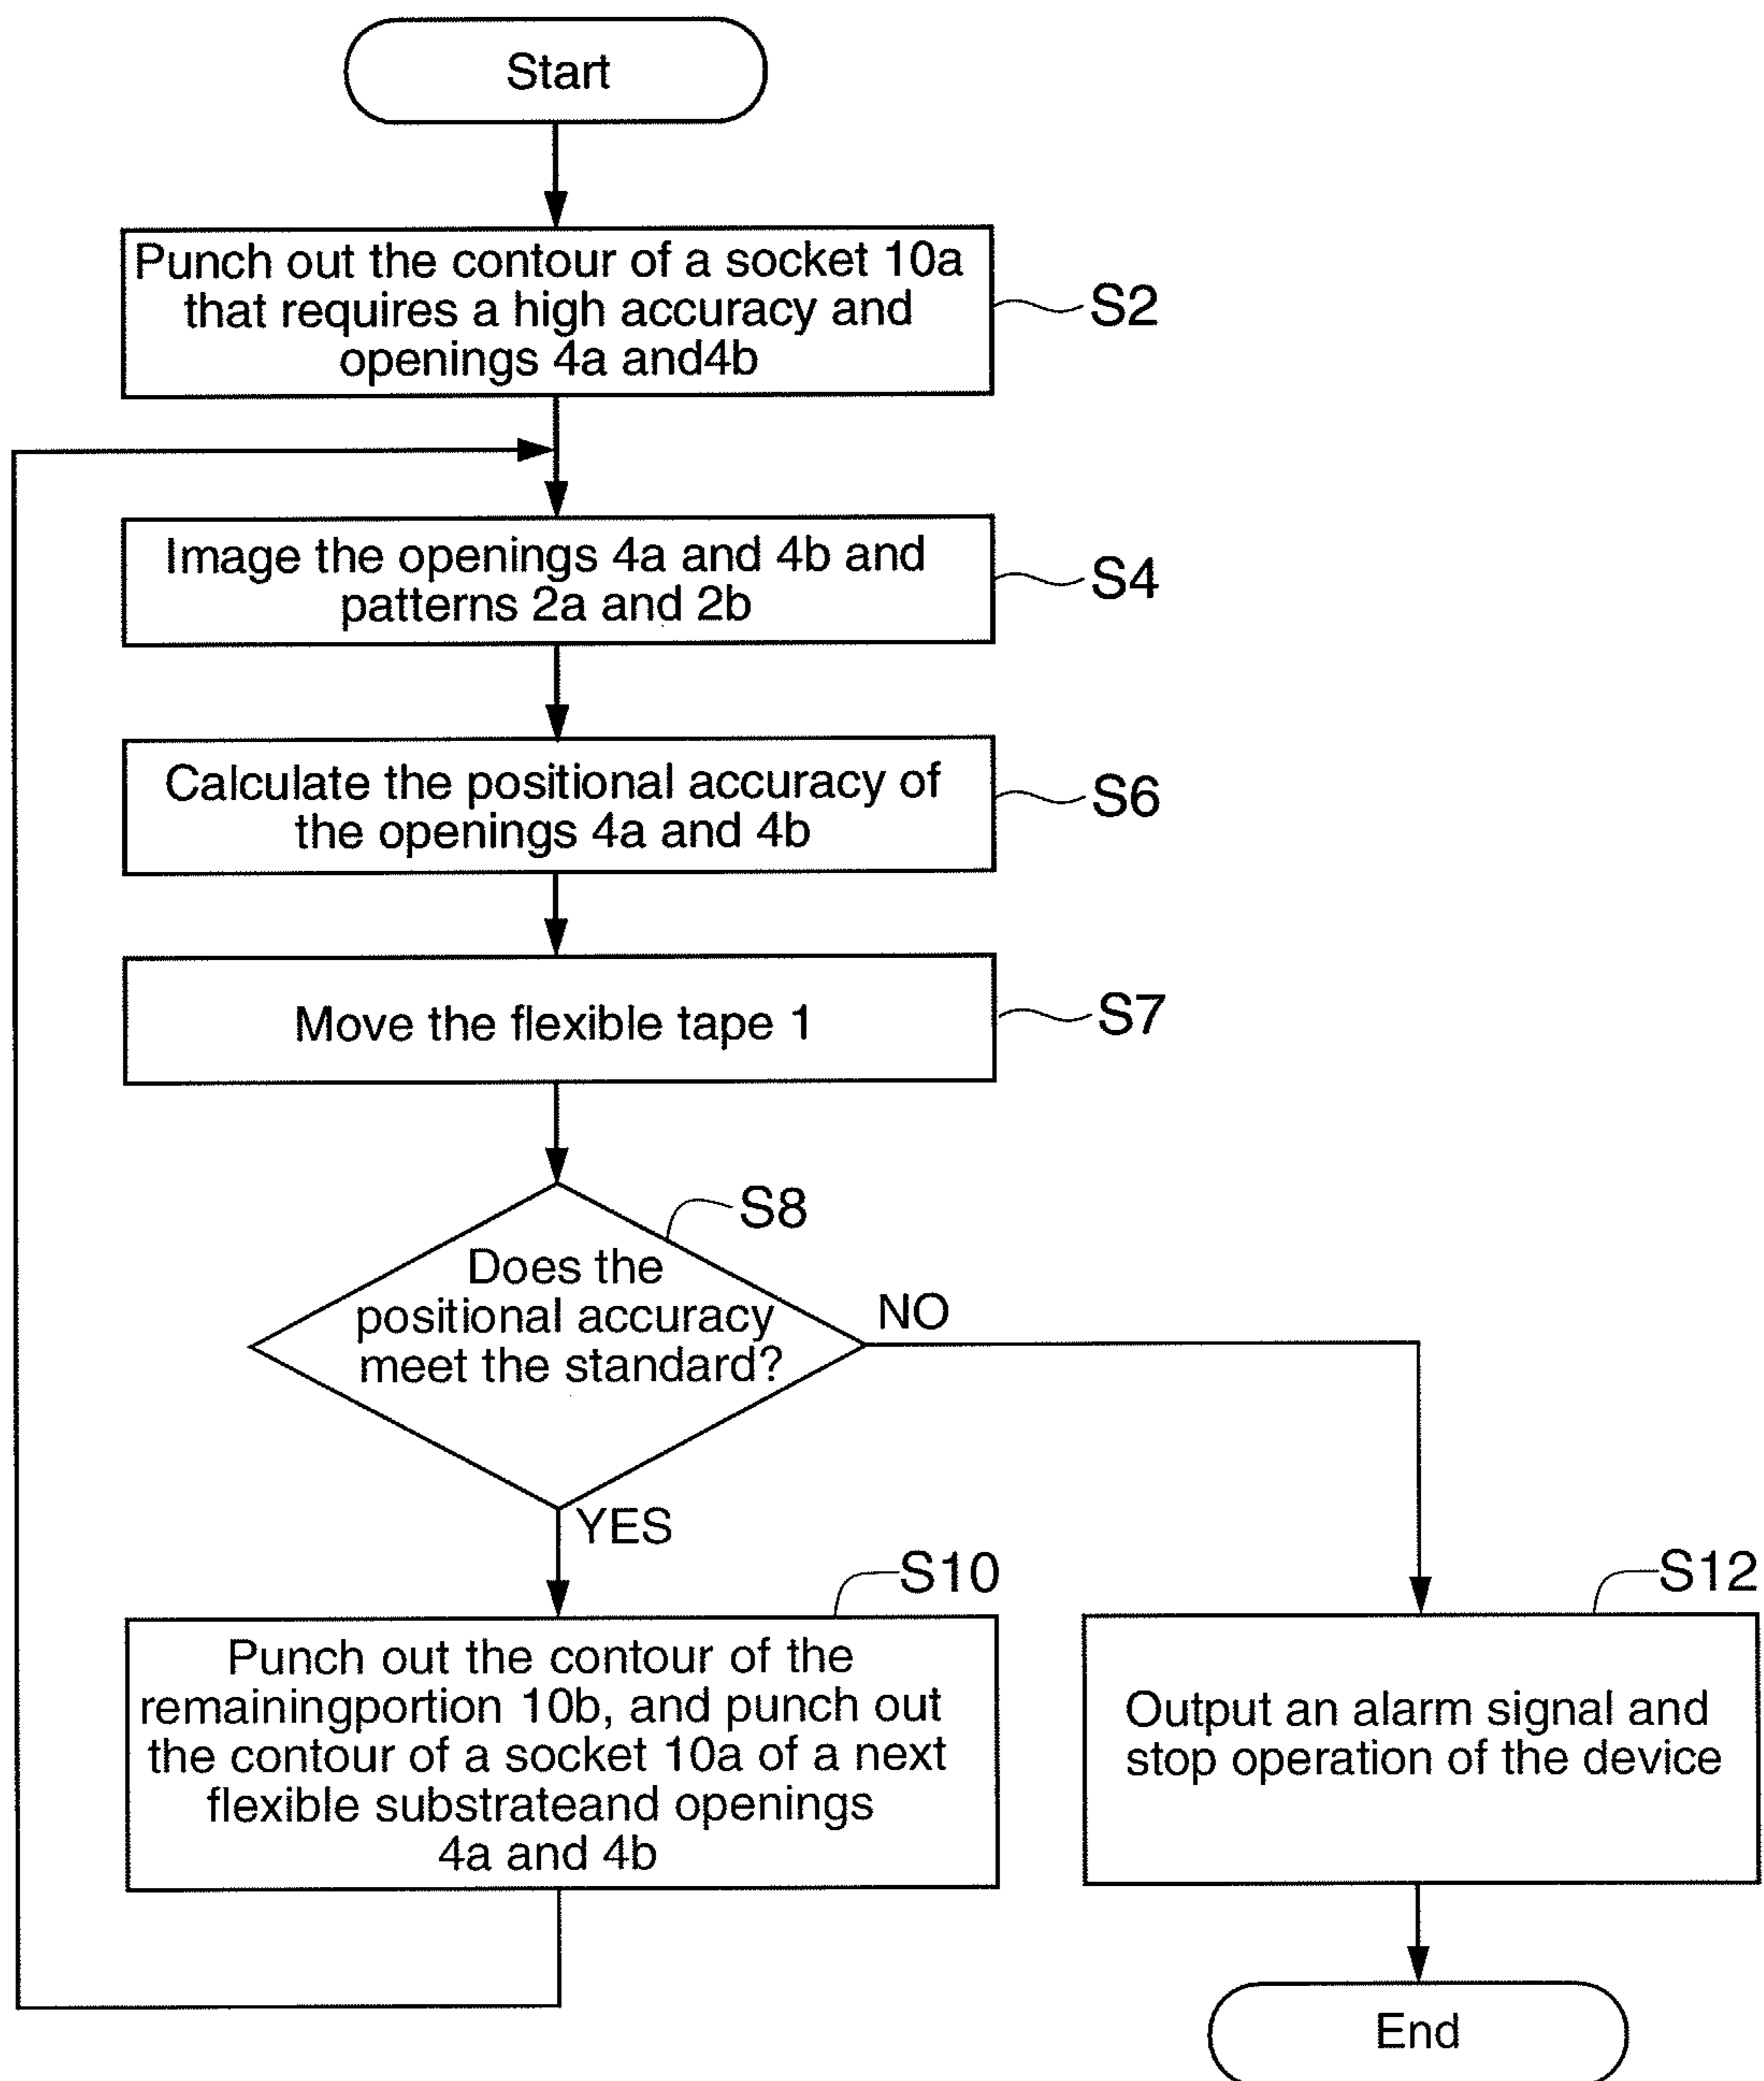 Start
Punch out the contour of a socket 10a
that requires a high accuracy and
openings 4a and4b
S2
Image the openings 4a and 4b and
patterns 2a and 2b
S4
Calculate the positional accuracy of
the openings 4a and 4b
S6
Move the flexible tape 1
S7
S8
Does the
positional accuracy
meet the standard?
NO
YES
S10
Punch out the contour of the
remainingportion 10b, and punch out
the contour of a socket 10a of a next
flexible substrateand openings
4a and 4b
S12
Output an alarm signal and
stop operation of the device
End